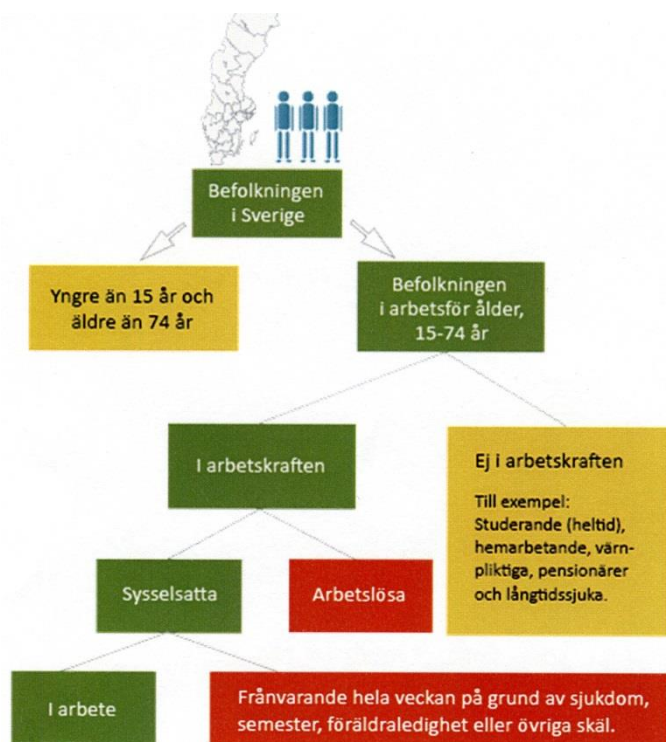 Befolkningen
i Sverige
Yngre än 15 år och
äldre än 74 år
Befolkningen
i arbetsför ålder,
15-74 år
I arbetskraften
Ej i arbetskraften
Till exempel:
Studerande (heltid),
hemarbetande, värn-
pliktiga, pensionärer
och långtidssjuka.
Sysselsatta
Arbetslösa
I arbete
Frånvarande hela veckan på grund av sjukdom,
semester, föräldraledighet eller övriga skäl.